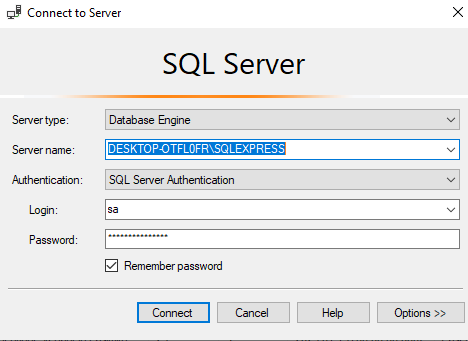 Connect to Server
SQL Server
Server type: Database Engine
Server name: DESKTOP-OTFL0FR\SQLEXPRESS
Authentication: SQL Server Authentication
Login: sa
Password: ***************
Remember password
Connect Cancel Help Options >>